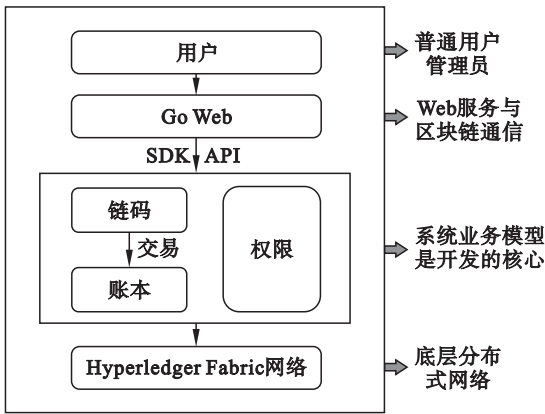 用户
普通用户
管理员
Go Web
Web服务与
区块链通信
SDK API
链码
权限
交易
账本
系统业务模型
是开发的核心
Hyperledger Fabric网络
底层分布
式网络